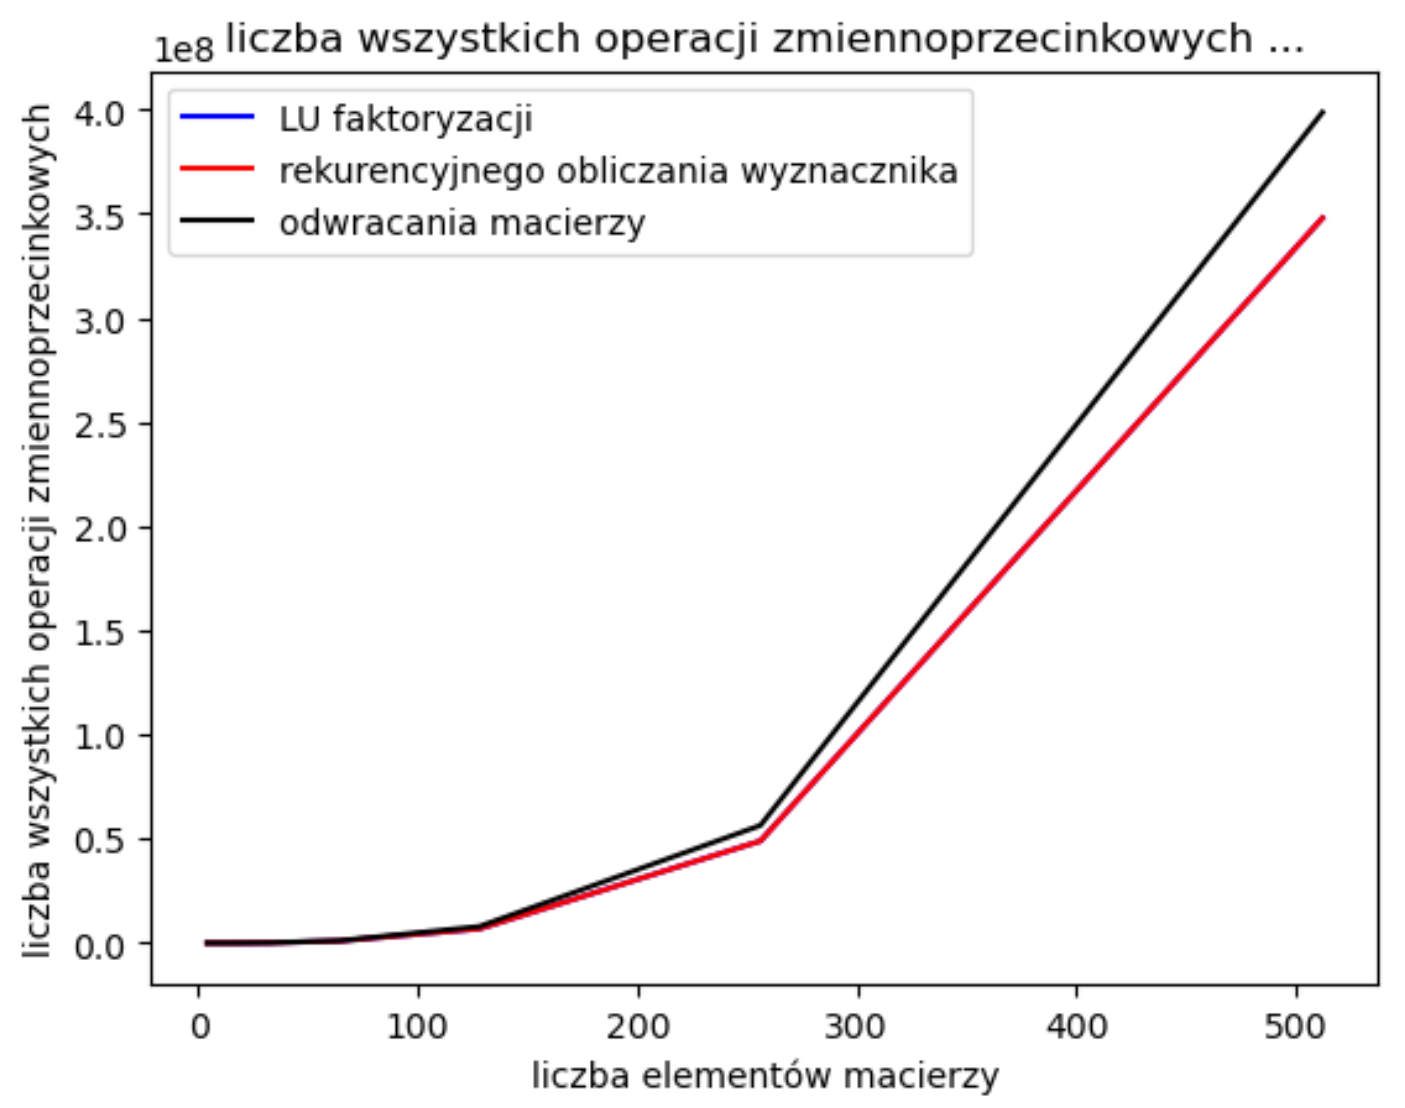 liczba wszystkich operacji zmiennoprzecinkowych ...
1e8
LU faktoryzacji
rekurencyjnego obliczania wyznacznika
odwracania macierzy
liczba wszystkich operacji zmiennoprzecinkowych
4.0
3.5
3.0
2.5
2.0
1.5
1.0
0.5
0.0
0 100 200 300 400 500
liczba elementów macierzy